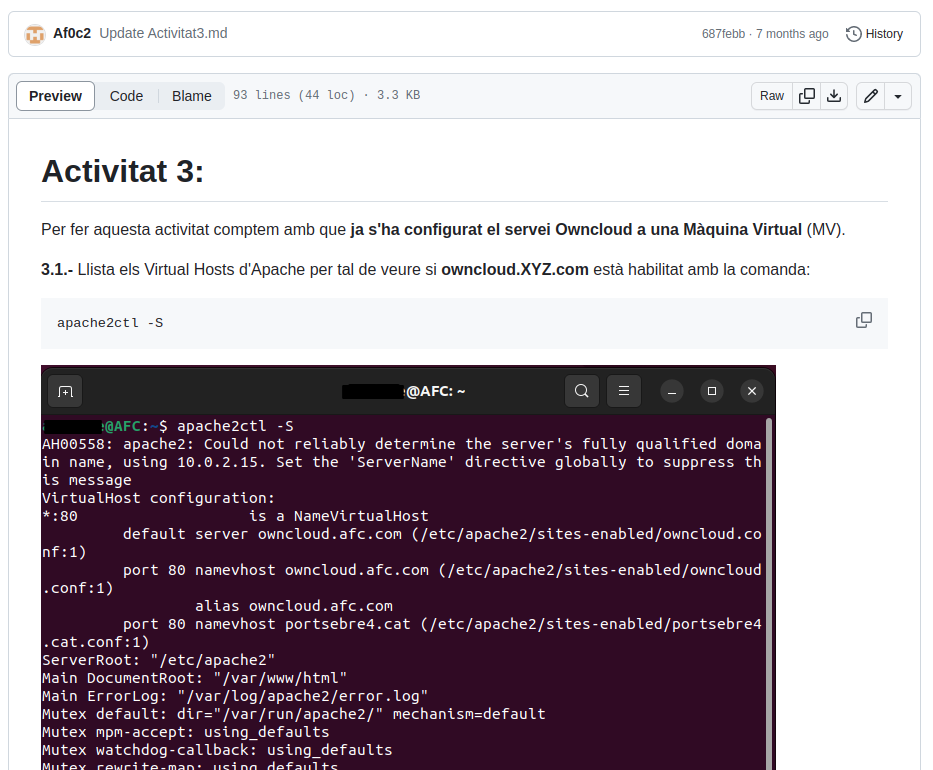 Af0c2 Update Activitat3.md 687febb · 7 months ago History
Preview Code Blame 93 lines (44 loc) · 3.3 KB Raw
Activitat 3:
Per fer aquesta activitat comptem amb que ja s'ha configurat el servei Owncloud a una Màquina Virtual (MV).
3.1.- Llista els Virtual Hosts d'Apache per tal de veure si owncloud.XYZ.com està habilitat amb la comanda:
apache2ctl -S
@AFC: ~
@AFC:~$ apache2ctl -S
AH00558: apache2: Could not reliably determine the server's fully qualified doma
in name, using 10.0.2.15. Set the 'ServerName' directive globally to suppress th
is message
VirtualHost configuration:
*:80 is a NameVirtualHost
default server owncloud.afc.com (/etc/apache2/sites-enabled/owncloud.co
nf:1)
port 80 namevhost owncloud.afc.com (/etc/apache2/sites-enabled/owncloud
.conf:1)
alias owncloud.afc.com
port 80 namevhost portsebre4.cat (/etc/apache2/sites-enabled/portsebre4
.cat.conf:1)
ServerRoot: "/etc/apache2"
Main DocumentRoot: "/var/www/html"
Main ErrorLog: "/var/log/apache2/error.log"
Mutex default: dir="/var/run/apache2/" mechanism=default
Mutex mpm-accept: using_defaults
Mutex watchdog-callback: using_defaults
Mutex rewrite-map: using_defaults